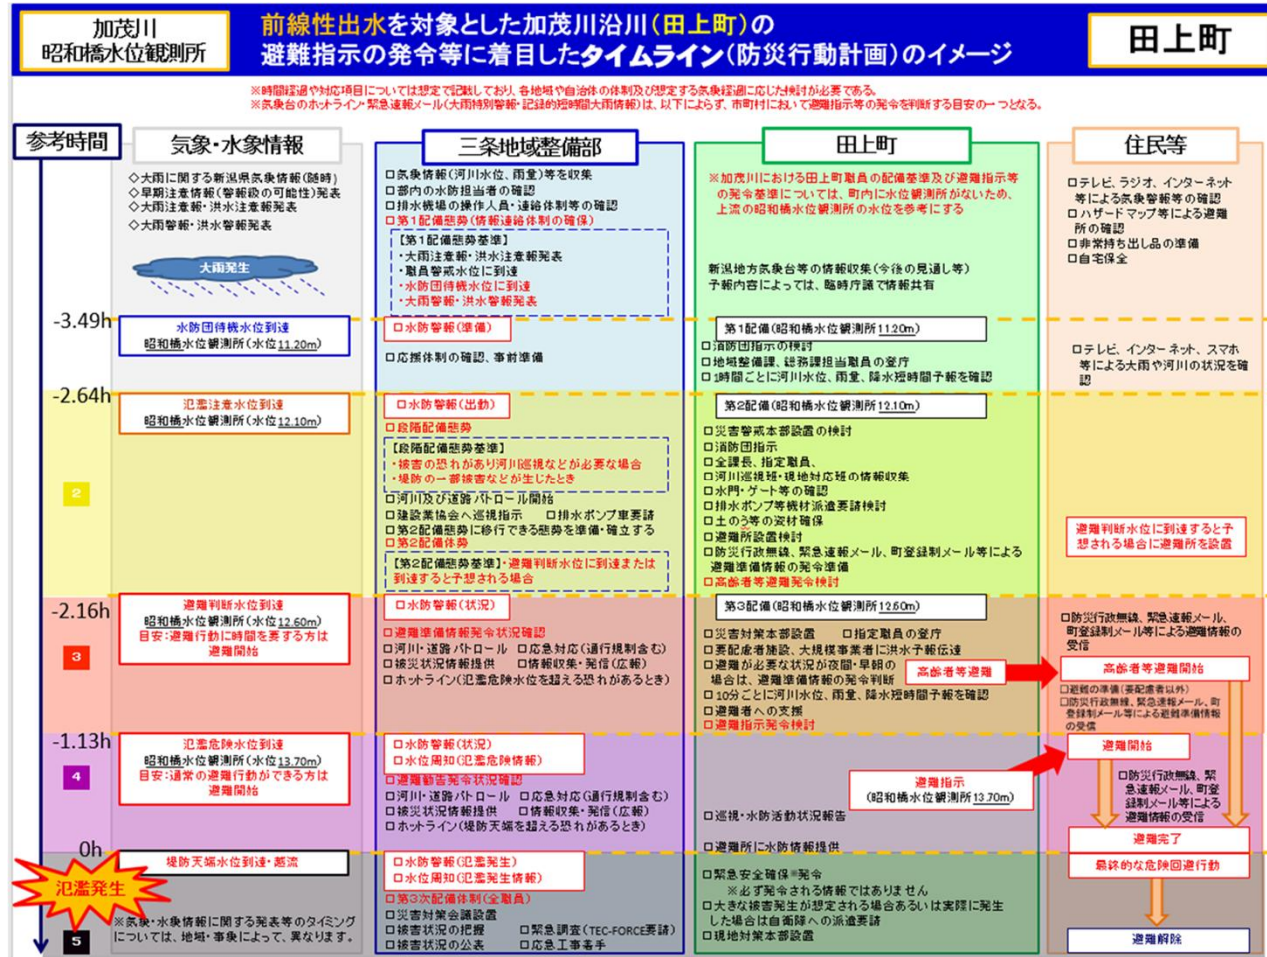 加茂川
昭和橋水位観測所
前線性出水を対象とした加茂川沿川(田上町)の
避難指示の発令等に着目したタイムライン(防災行動計画)のイメージ
田上町
※時間経過や対応項目については想定で記載しており、各地域や自治体の体制及び想定する気象経過に応じた検討が必要である。
※気象台のホットライン・緊急速報メール(大雨特別警報・記録的短時間大雨情報)は、以下によらず、市町村において避難指示等の発令を判断する目安の一つとなる。
参考時間
-3.49h
-2.64h
2
-2.16h
3
-1.13h
4
0h
氾濫発生
5
気象・水象情報
◇大雨に関する新潟県気象情報(随時)
◇早期注意情報(警報級の可能性)発表
◇大雨注意報・洪水注意報発表
◇大雨警報・洪水警報発表
大雨発生
水防団待機水位到達
昭和橋水位観測所(水位11.20m)
氾濫注意水位到達
昭和橋水位観測所(水位12.10m)
避難判断水位到達
昭和橋水位観測所(水位12.60m)
目安:避難行動に時間を要する方は
避難開始
氾濫危険水位到達
昭和橋水位観測所(水位13.70m)
目安:通常の避難行動ができる方は
避難開始
堤防天端水位到達・越流
※気象・水象情報に関する発表等のタイミング
については、地域・事象によって、異なります。
三条地域整備部
□気象情報(河川水位、雨量)等を収集
□部内の水防担当者の確認
□排水機場の操作人員・連絡体制等の確認
□第1配備態勢(情報連絡体制の確保)
【第1配備態勢基準】
・大雨注意報・洪水注意報発表
・職員警戒水位に到達
・水防団待機水位に到達
・大雨警報・洪水警報発表
□水防警報(準備)
□応援体制の確認、事前準備
□水防警報(出動)
□段階配備態勢
【段階配備態勢基準】
・被害の恐れがあり河川巡視などが必要な場合
・堤防の一部被害などが生じたとき
□河川及び道路パトロール開始
□建設業協会へ巡視指示 □排水ポンプ車要請
□第2配備態勢に移行できる態勢を準備・確立する
□第2配備体勢
【第2配備態勢基準】・避難判断水位に到達または
到達すると予想される場合
□水防警報(状況)
□避難準備情報発令状況確認
□河川・道路パトロール □応急対応(通行規制含む)
□被災状況情報提供 □情報収集・発信(広報)
□ホットライン(氾濫危険水位を超える恐れがあるとき)
□水防警報(状況)
□水位周知(氾濫危険情報)
□避難勧告発令状況確認
□河川・道路パトロール □応急対応(通行規制含む)
□被災状況情報提供 □情報収集・発信(広報)
□ホットライン(堤防天端を超える恐れがあるとき)
□水防警報(氾濫発生)
□水位周知(氾濫発生情報)
□第3次配備体制(全職員)
□災害対策会議設置
□被害状況の把握 □緊急調査(TEC-FORCE要請)
□被害状況の公表 □応急工事着手
田上町
※加茂川における田上町職員の配備基準及び避難指示等
の発令基準については、町内に水位観測所がないため、
上流の昭和橋水位観測所の水位を参考にする
新潟地方気象台等の情報収集(今後の見通し等)
予報内容によっては、臨時庁議で情報共有
第1配備(昭和橋水位観測所11.20m)
□消防団指示の検討
□地域整備課、総務課担当職員の登庁
□1時間ごとに河川水位、雨量、降水短時間予報を確認
第2配備(昭和橋水位観測所12.10m)
□災害警戒本部設置の検討
□消防団指示
□全課長、指定職員、
□河川巡視班・現地対応班の情報収集
□水門・ゲート等の確認
□排水ポンプ等機材派遣要請検討
□土のう等の資材確保
□避難所設置検討
□防災行政無線、緊急速報メール、町登録制メール等による
避難準備情報の発令準備
□高齢者等避難発令検討
第3配備(昭和橋水位観測所12.60m)
□災害対策本部設置 □指定職員の登庁
□要配慮者施設、大規模事業者に洪水予報伝達
□避難が必要な状況が夜間・早朝の
場合は、避難準備情報の発令判断
高齢者等避難
□10分ごとに河川水位、雨量、降水短時間予報を確認
□避難者への支援
□避難指示発令検討
避難指示
(昭和橋水位観測所13.70m)
□巡視・水防活動状況報告
□避難所に水防情報提供
□緊急安全確保※発令
※必ず発令される情報ではありません
□大きな被害発生が想定される場合あるいは実際に発生
した場合は自衛隊への派遣要請
□現地対策本部設置
住民等
□テレビ、ラジオ、インターネット
等による気象警報等の確認
□ハザードマップ等による避難
所の確認
□非常持ち出し品の準備
□自宅保全
□テレビ、インターネット、スマホ
等による大雨や河川の状況を確
認
避難判断水位に到達すると予
想される場合に避難所を設置
□防災行政無線、緊急速報メール、
町登録制メール等による避難情報の
受信
高齢者等避難開始
□避難の準備(要配慮者以外)
□防災行政無線、緊急速報メール、町
登録制メール等による避難準備情報
の受信
避難開始
□防災行政無線、緊
急速報メール、町登
録制メール等による
避難情報の受信
避難完了
最終的な危険回避行動
避難解除